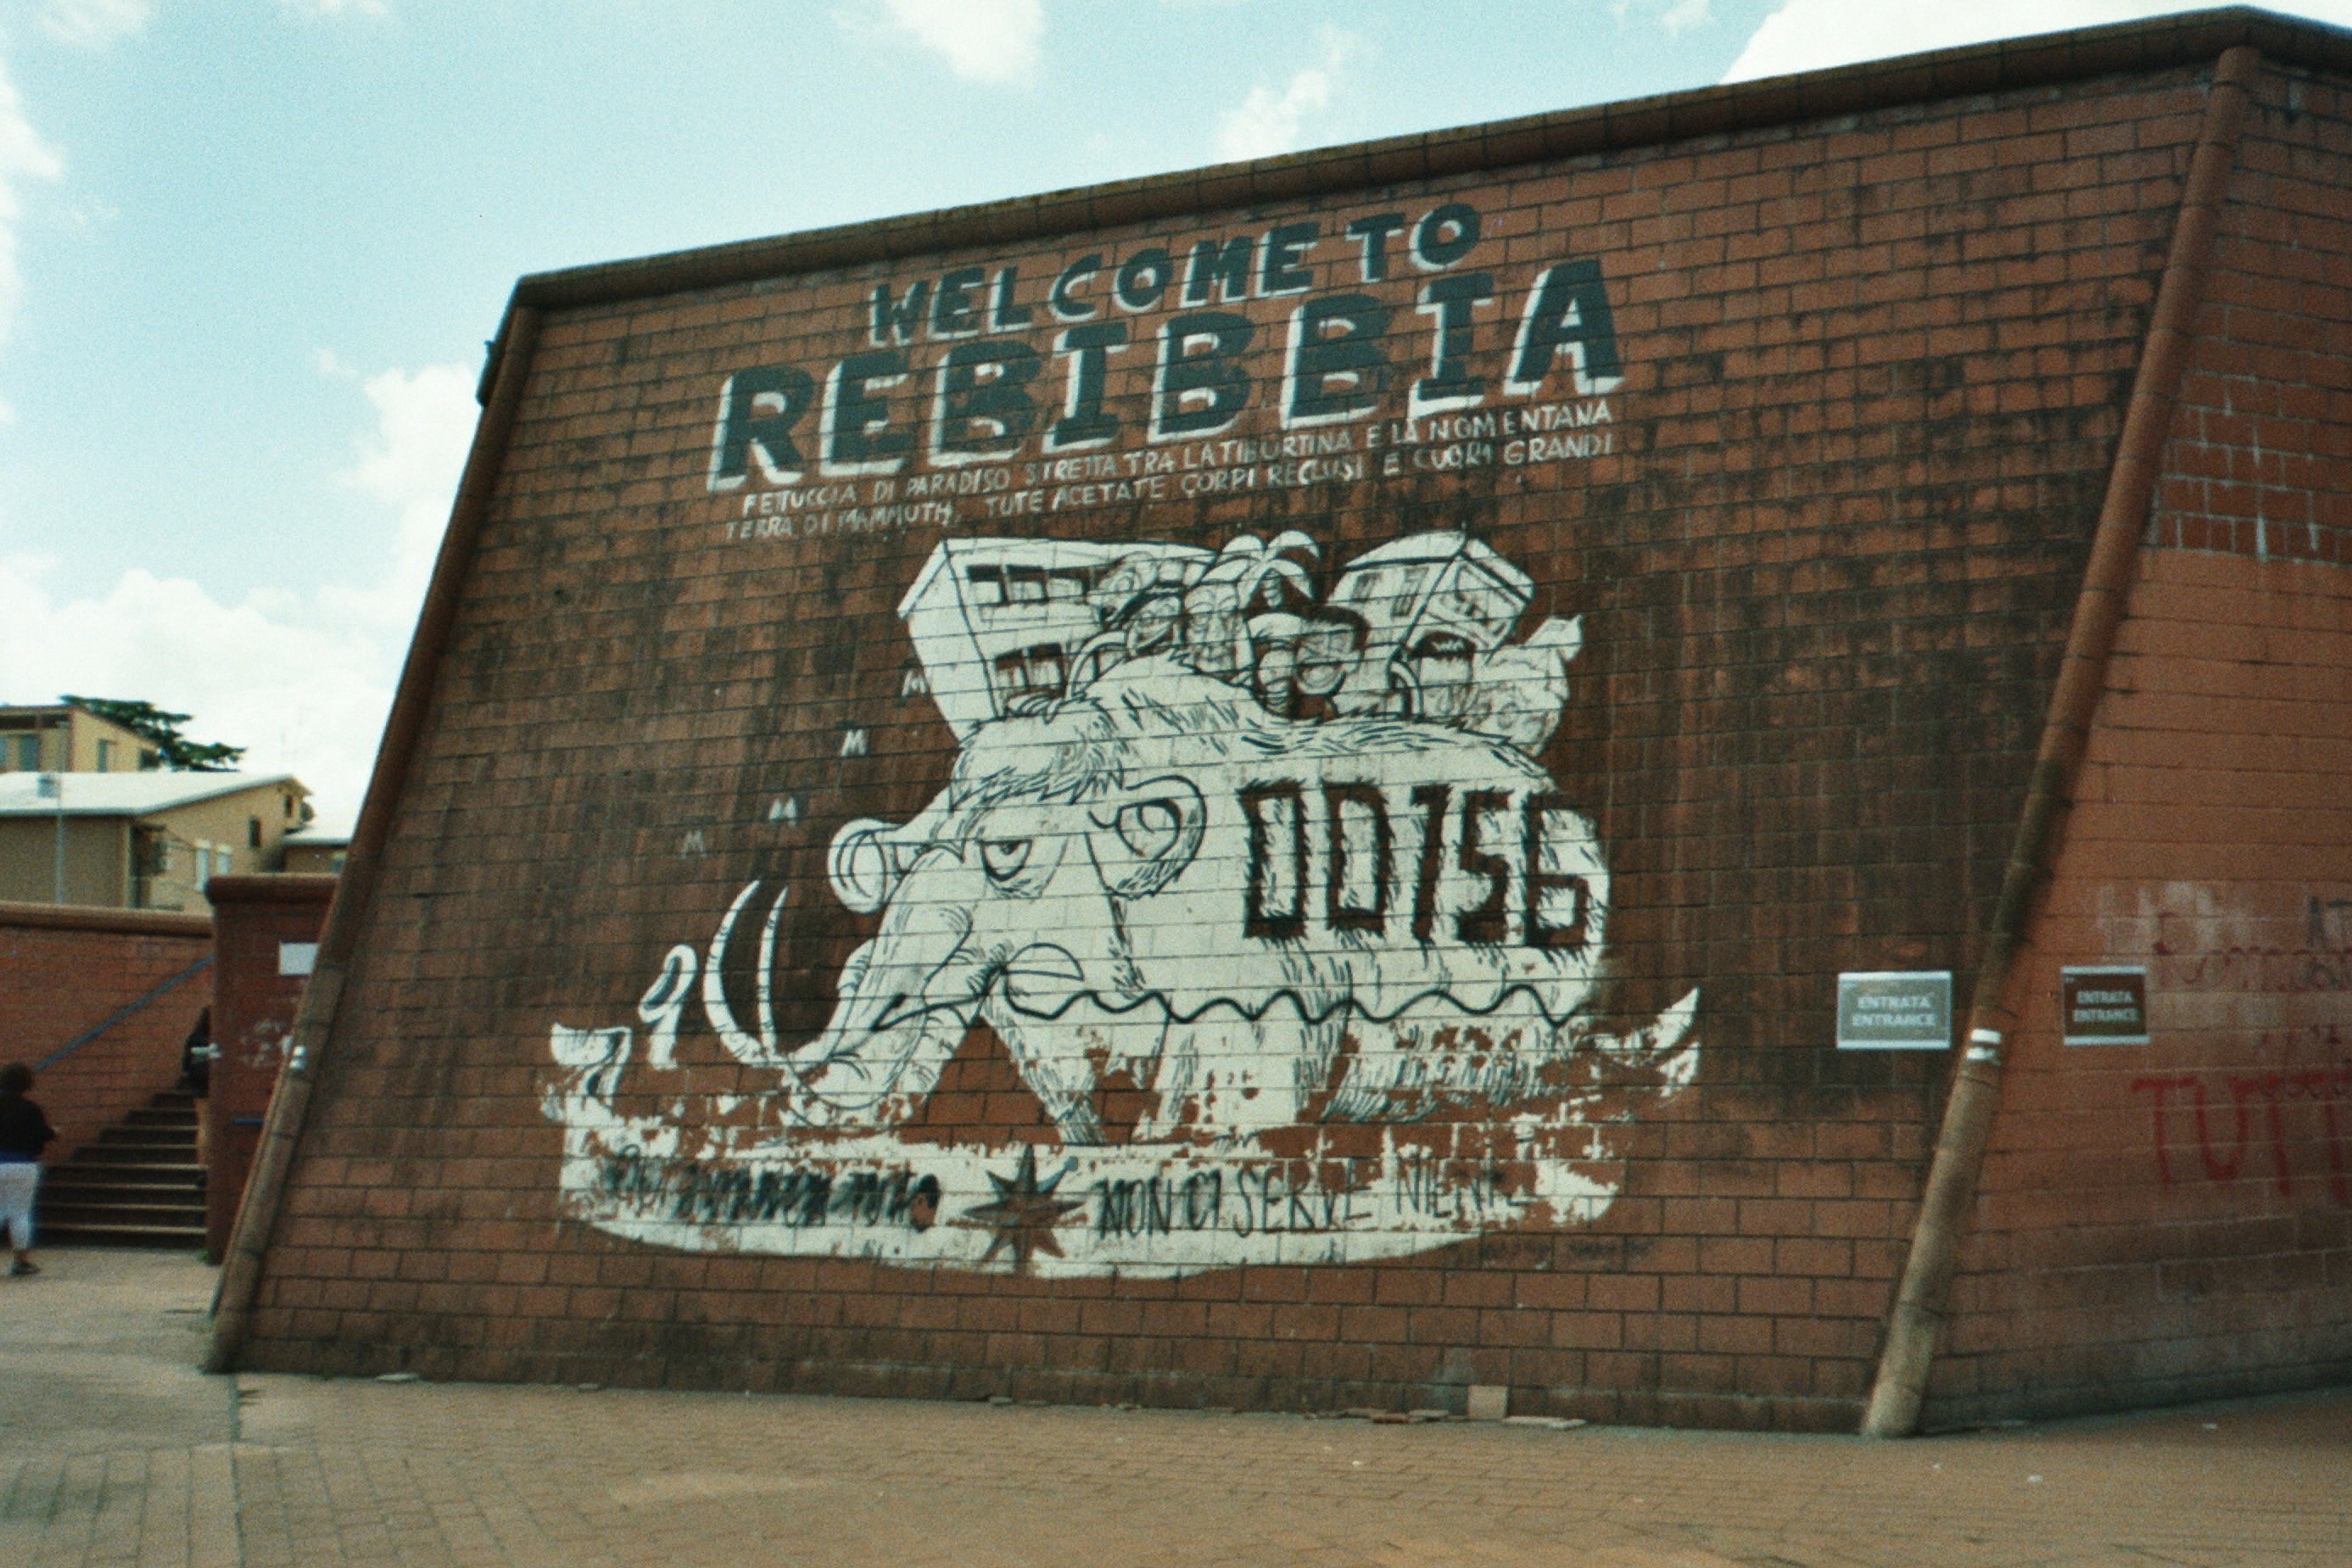 WELCOME TO
REBIBBIA
FETTUCCIA DI PARADISO STRETTA TRA LA TIBURTINA E LA NOMENTANA
TERRA DI MAMMUTH, TUTE ACETATE CORPI RECLUSI E CUORI GRANDI
M
M
M
M
00156
NON CI SERVE NIENTE
ENTRATA
ENTRANCE
ENTRATA
ENTRANCE